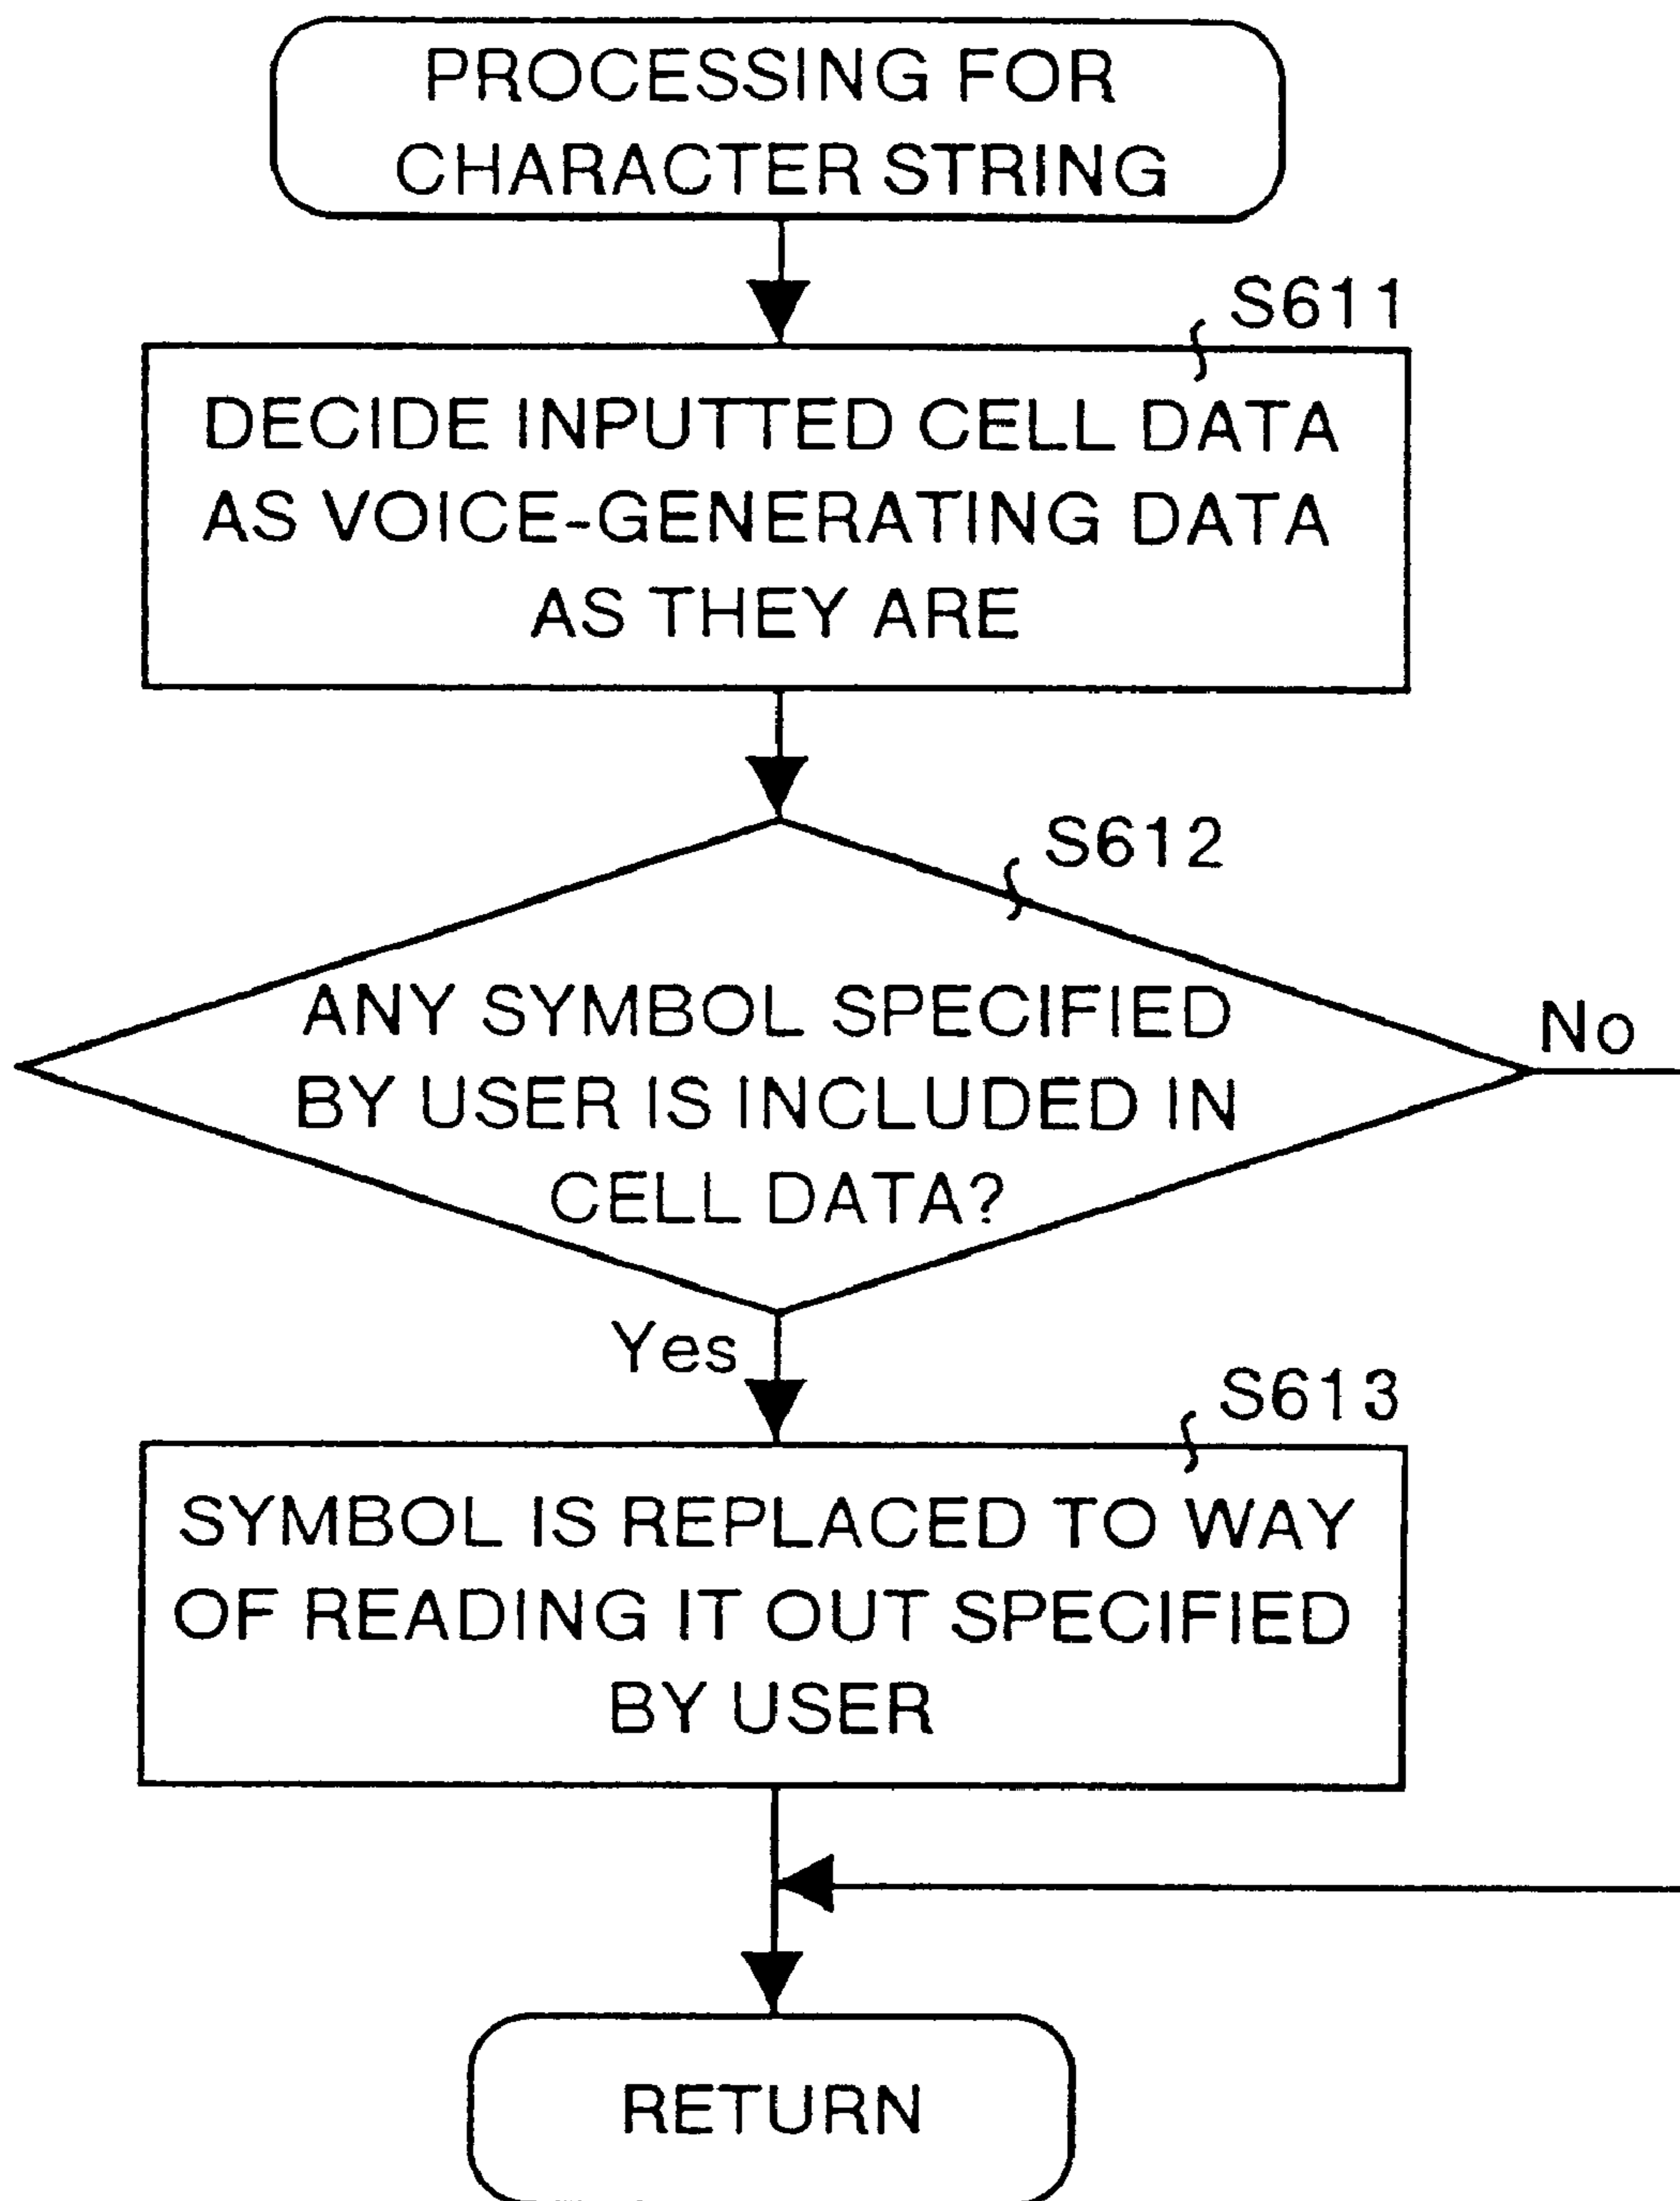 PROCESSING FOR
CHARACTER STRING
S611
DECIDE INPUTTED CELL DATA
AS VOICE-GENERATING DATA
AS THEY ARE
S612
ANY SYMBOL SPECIFIED
BY USER IS INCLUDED IN
CELL DATA?
No
Yes
S613
SYMBOL IS REPLACED TO WAY
OF READING IT OUT SPECIFIED
BY USER
RETURN